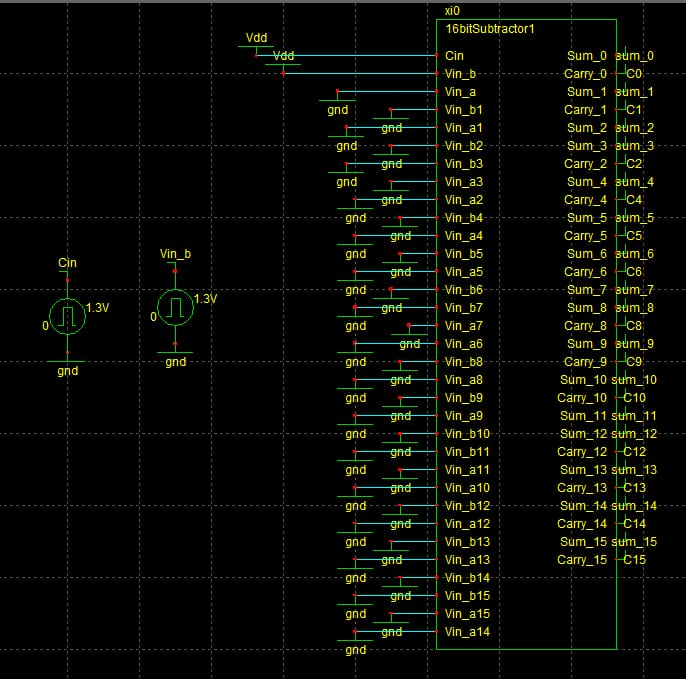 xi0
16bitSubtractor1
Vdd
Vdd
Cin Sum_0 sum_0
Vin_b Carry_0 C0
Vin_a Sum_1 sum_1
gnd Vin_b1 Carry_1 C1
gnd Vin_a1 Sum_2 sum_2
gnd Vin_b2 Sum_3 sum_3
gnd Vin_b3 Carry_2 C2
gnd Vin_a3 Sum_4 sum_4
gnd Vin_a2 Carry_4 C4
gnd Vin_b4 Sum_5 sum_5
gnd Vin_a4 Carry_5 C5
gnd Vin_b5 Sum_6 sum_6
gnd Vin_a5 Carry_6 C6
gnd Vin_b6 Sum_7 sum_7
gnd Vin_b7 Sum_8 sum_8
gnd Vin_a7 Carry_8 C8
gnd Vin_a6 Sum_9 sum_9
gnd Vin_b8 Carry_9 C9
gnd Vin_a8 Sum_10 sum_10
gnd Vin_b9 Carry_10 C10
gnd Vin_a9 Sum_11 sum_11
gnd Vin_b10 Sum_12 sum_12
gnd Vin_b11 Carry_12 C12
gnd Vin_a11 Sum_13 sum_13
gnd Vin_a10 Carry_13 C13
gnd Vin_b12 Sum_14 sum_14
gnd Vin_a12 Carry_14 C14
gnd Vin_b13 Sum_15 sum_15
gnd Vin_a13 Carry_15 C15
gnd Vin_b14
gnd Vin_b15
gnd Vin_a15
gnd Vin_a14
gnd
Cin
1.3V
0
gnd
Vin_b
1.3V
0
gnd